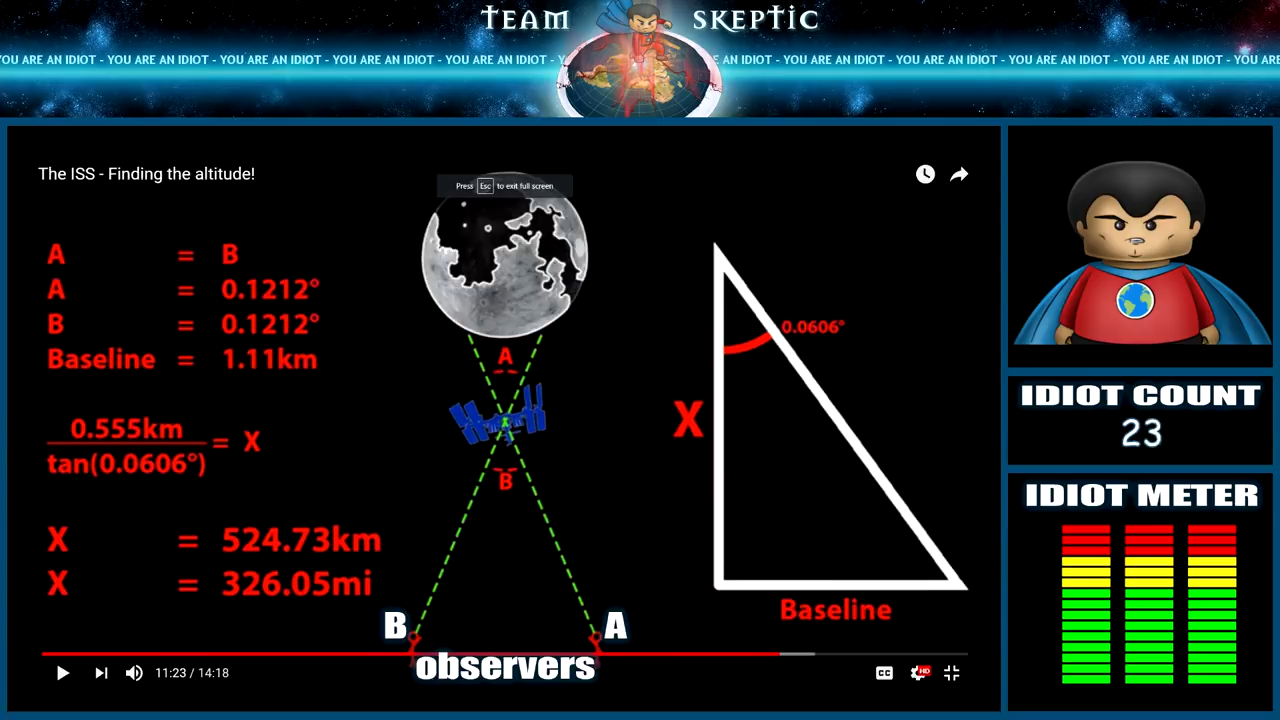 TEAM SKEPTIC
YOU ARE AN IDIOT - YOU ARE AN IDIOT - YOU ARE AN IDIOT - YOU ARE AN IDIOT - YOU ARE AN IDIOT - Y
E AN IDIOT - YOU ARE AN IDIOT - YOU ARE AN IDIOT - YOU ARE AN IDIOT - YOU ARE AN IDIOT - YOU ARE
The ISS - Finding the altitude!
Press Esc to exit full screen
A = B
A = 0.1212°
B = 0.1212°
Baseline = 1.11km
0.555km
tan(0.0606°)
= X
X = 524.73km
X = 326.05mi
A
B
B
A
observers
0.0606°
X
Baseline
11:23 / 14:18
CC
HD
IDIOT COUNT
23
IDIOT METER